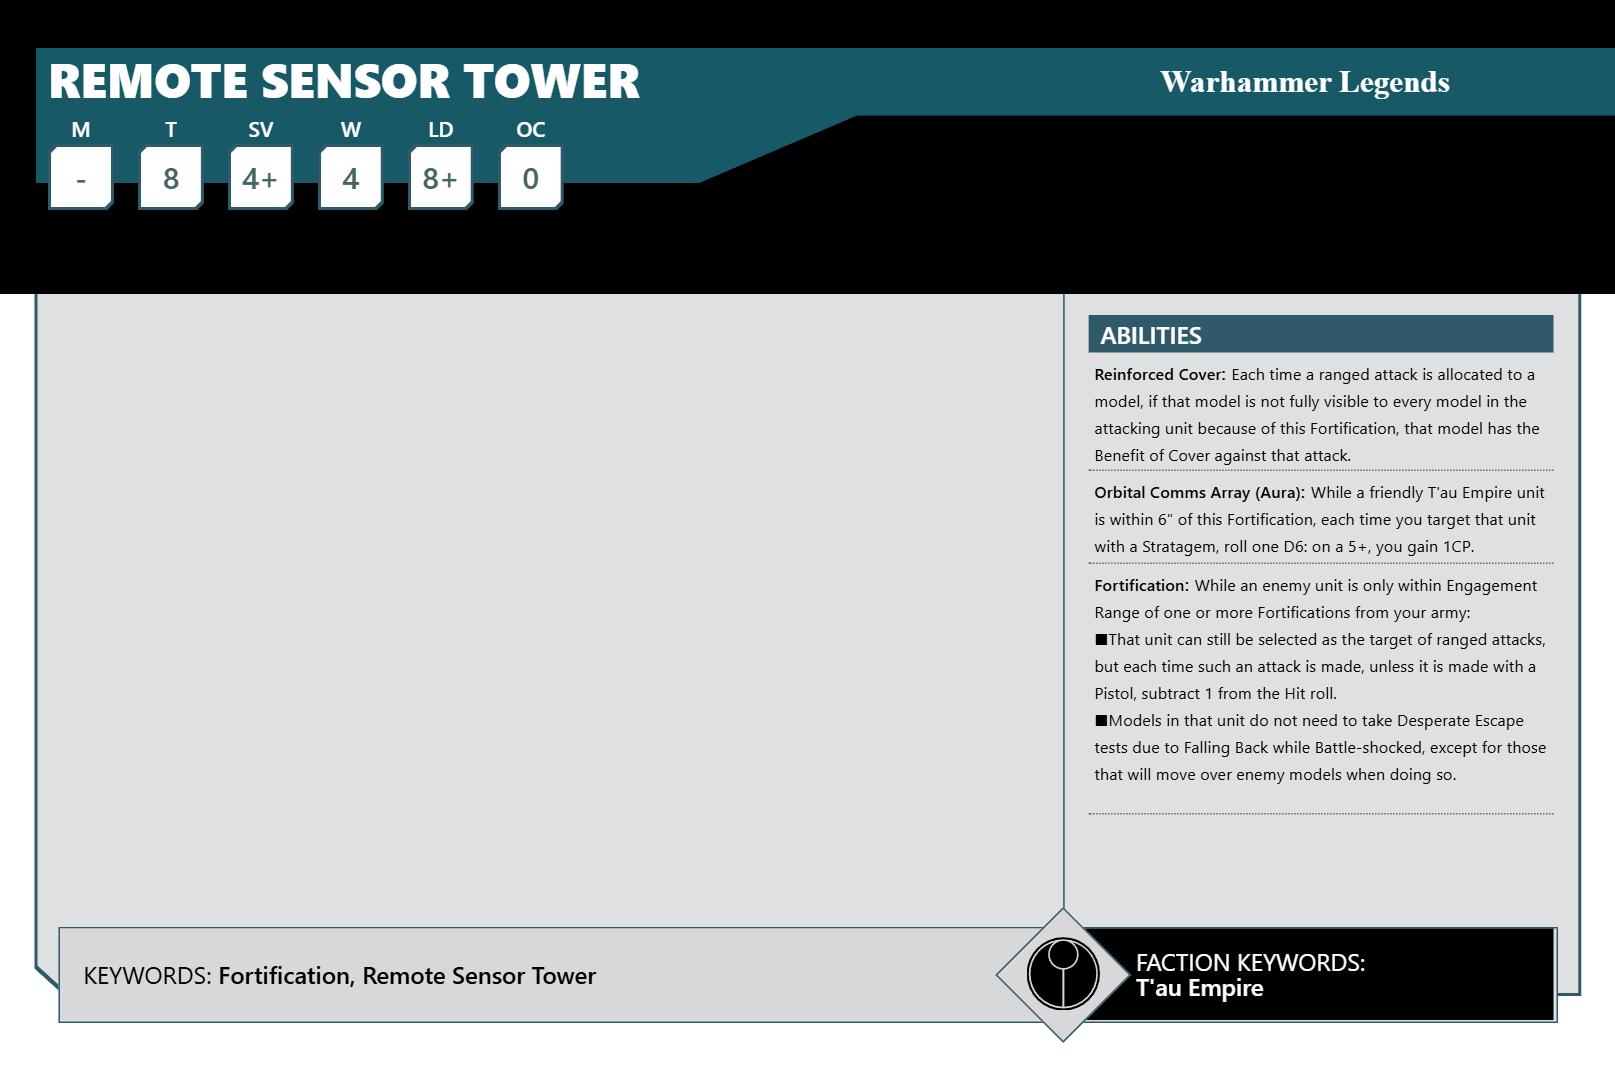 REMOTE SENSOR TOWER
Warhammer Legends
M T SV W LD OC
- 8 4+ 4 8+ 0
ABILITIES
Reinforced Cover: Each time a ranged attack is allocated to a
model, if that model is not fully visible to every model in the
attacking unit because of this Fortification, that model has the
Benefit of Cover against that attack.
Orbital Comms Array (Aura): While a friendly T'au Empire unit
is within 6" of this Fortification, each time you target that unit
with a Stratagem, roll one D6: on a 5+, you gain 1CP.
Fortification: While an enemy unit is only within Engagement
Range of one or more Fortifications from your army:
■That unit can still be selected as the target of ranged attacks,
but each time such an attack is made, unless it is made with a
Pistol, subtract 1 from the Hit roll.
■Models in that unit do not need to take Desperate Escape
tests due to Falling Back while Battle-shocked, except for those
that will move over enemy models when doing so.
KEYWORDS: Fortification, Remote Sensor Tower
FACTION KEYWORDS:
T'au Empire